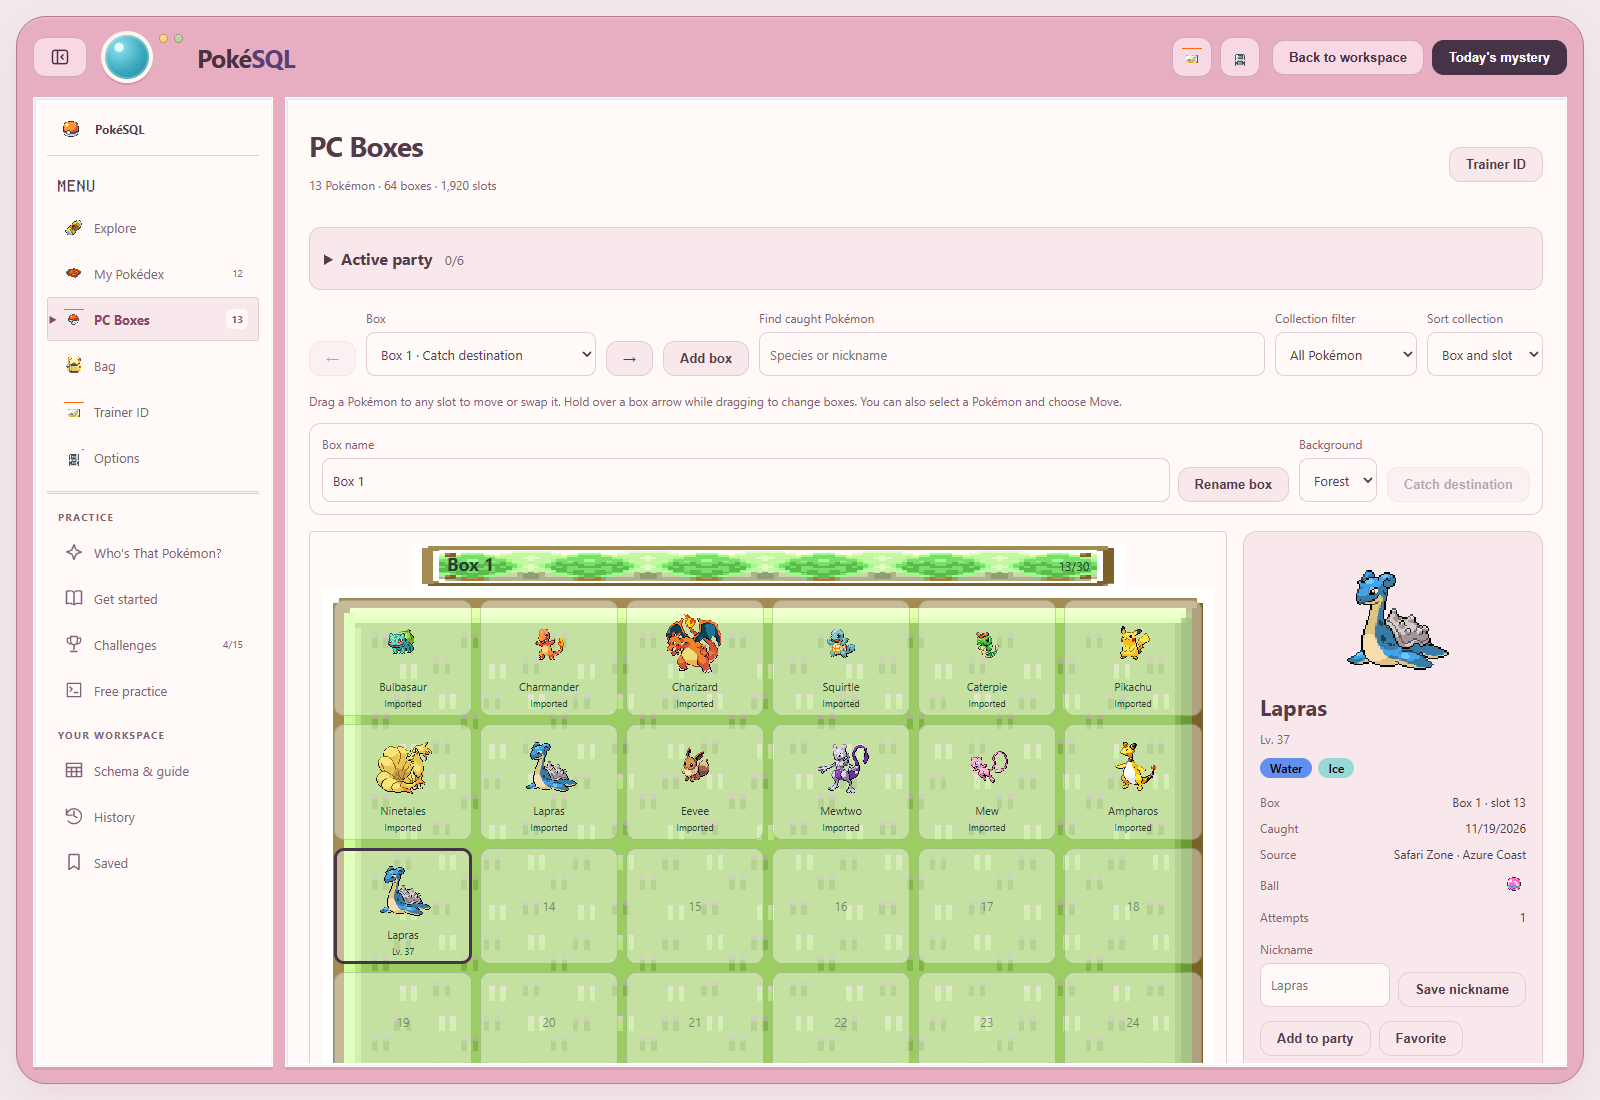 PokéSQL
Back to workspace
Today's mystery
PokéSQL
MENU
Explore
My Pokédex 12
PC Boxes 13
Bag
Trainer ID
Options
PRACTICE
Who's That Pokémon?
Get started
Challenges 4/15
Free practice
YOUR WORKSPACE
Schema & guide
History
Saved
PC Boxes
13 Pokémon · 64 boxes · 1,920 slots
Trainer ID
Active party 0/6
Box
Box 1 · Catch destination
Add box
Find caught Pokémon
Species or nickname
Collection filter
All Pokémon
Sort collection
Box and slot
Drag a Pokémon to any slot to move or swap it. Hold over a box arrow while dragging to change boxes. You can also select a Pokémon and choose Move.
Box name
Box 1
Rename box
Background
Forest
Catch destination
Box 1 13/30
Bulbasaur Charmander Charizard Squirtle Caterpie Pikachu
Imported Imported Imported Imported Imported Imported
Ninetales Lapras Eevee Mewtwo Mew Ampharos
Imported Imported Imported Imported Imported Imported
Lapras
Lv. 37
14 15 16 17 18
19 20 21 22 23 24
Lapras
Lv. 37
Water Ice
Box Box 1 · slot 13
Caught 11/19/2026
Source Safari Zone · Azure Coast
Ball
Attempts 1
Nickname
Lapras
Save nickname
Add to party
Favorite